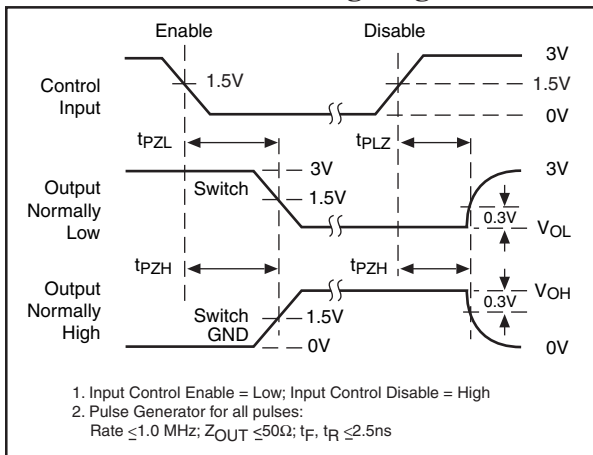 Enable
Disable
Control
Input
1.5V
3V
1.5V
0V
tPZL
tPLZ
Output
Normally
Low
Switch
3V
1.5V
3V
0.3V
VOL
tPZH
tPZH
Output
Normally
High
Switch
GND
1.5V
0V
VOH
0.3V
0V
1. Input Control Enable = Low; Input Control Disable = High
2. Pulse Generator for all pulses:
Rate ≤1.0 MHz; ZOUT ≤50Ω; tF, tR ≤2.5ns